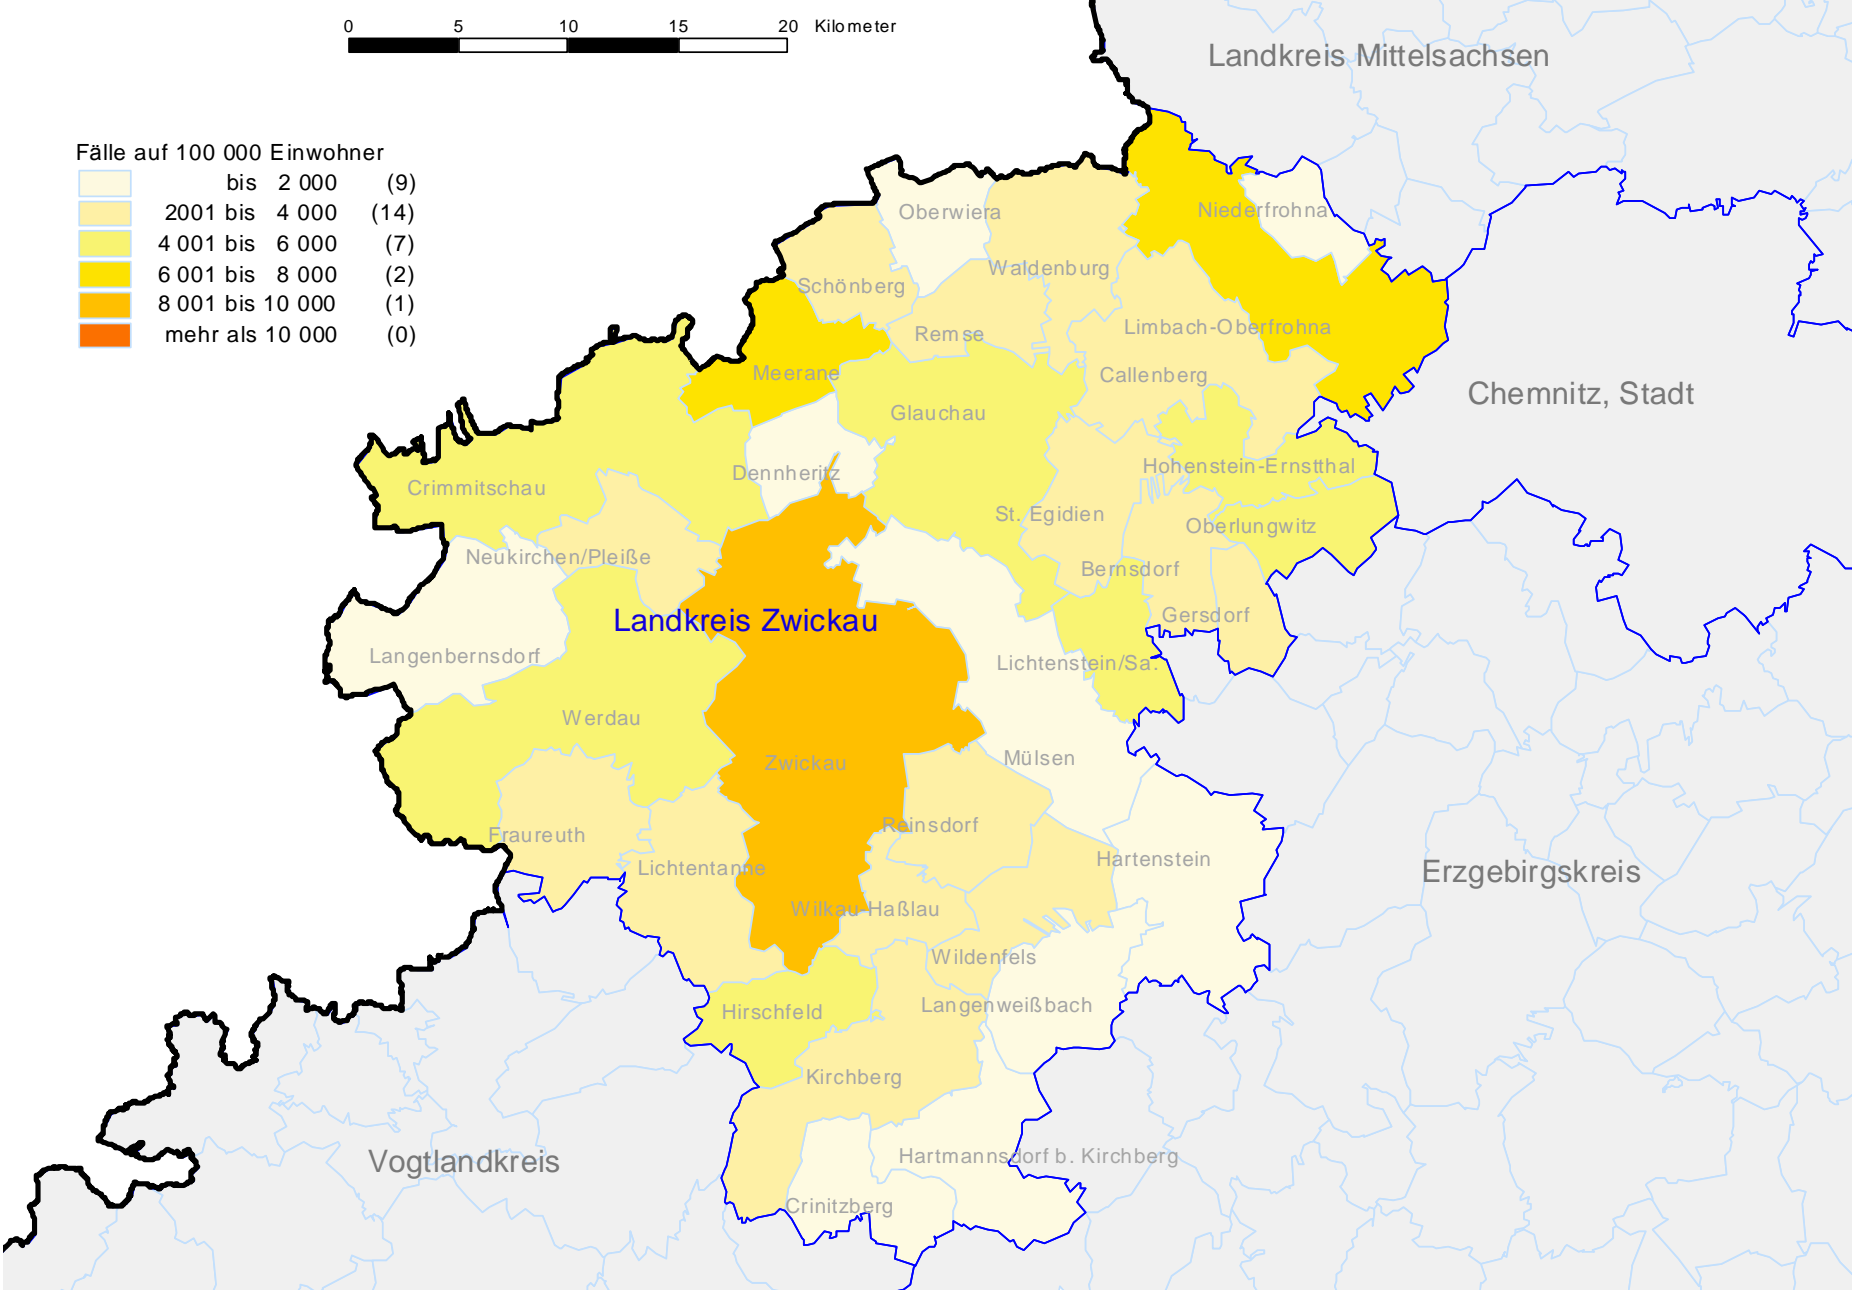 0 5 10 15 20 Kilometer
Landkreis Mittelsachsen
Fälle auf 100 000 Einwohner
bis 2 000 (9)
2001 bis 4 000 (14)
4 001 bis 6 000 (7)
6 001 bis 8 000 (2)
8 001 bis 10 000 (1)
mehr als 10 000 (0)
Oberwiera
Niederfrohna
Waldenburg
Schönberg
Remse
Limbach-Oberfrohna
Meerane
Callenberg
Chemnitz, Stadt
Glauchau
Dennheritz
Hohenstein-Ernstthal
Crimmitschau
St. Egidien
Oberlungwitz
Neukirchen/Pleiße
Bernsdorf
Gersdorf
Landkreis Zwickau
Langenbernsdorf
Lichtenstein/Sa.
Werdau
Zwickau
Mülsen
Reinsdorf
Fraureuth
Hartenstein
Lichtentanne
Erzgebirgskreis
Wilkau-Haßlau
Wildenfels
Langenweißbach
Hirschfeld
Kirchberg
Vogtlandkreis
Hartmannsdorf b. Kirchberg
Crinitzberg